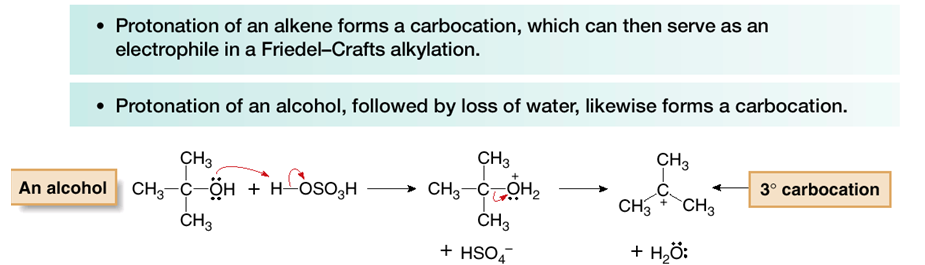 • Protonation of an alkene forms a carbocation, which can then serve as an
electrophile in a Friedel–Crafts alkylation.
• Protonation of an alcohol, followed by loss of water, likewise forms a carbocation.
CH₃ CH₃ CH₃
An alcohol CH₃–C–ÖH + H–OSO₃H CH₃–C–OH₂ C 3° carbocation
+ +
CH₃ CH₃
CH₃ CH₃
+ HSO₄⁻ + H₂Ö: